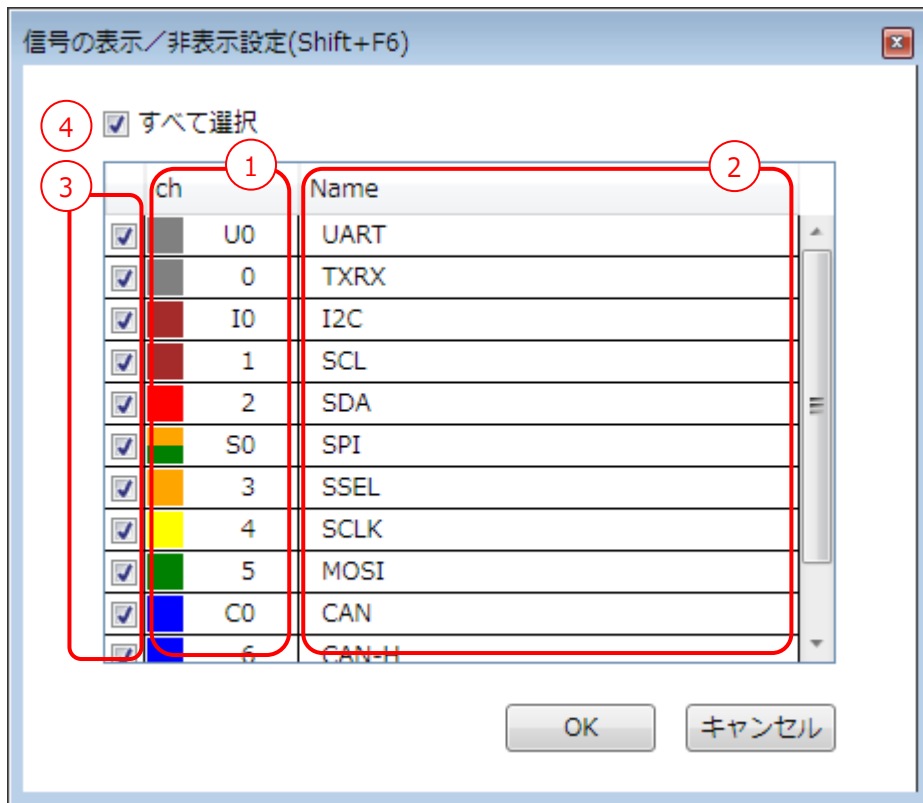 信号の表示／非表示設定(Shift+F6)
4 すべて選択
3 ch 1 Name 2
U0 UART
0 TXRX
I0 I2C
1 SCL
2 SDA
S0 SPI
3 SSEL
4 SCLK
5 MOSI
C0 CAN
6 CAN-H
OK キャンセル